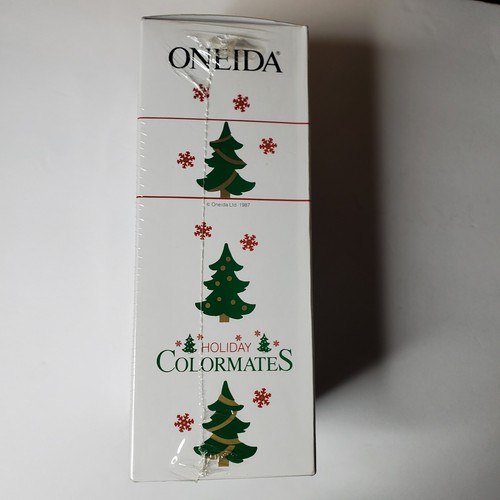 ONEIDA®
© Oneida Ltd. 1987
HOLIDAY
COLORMATES